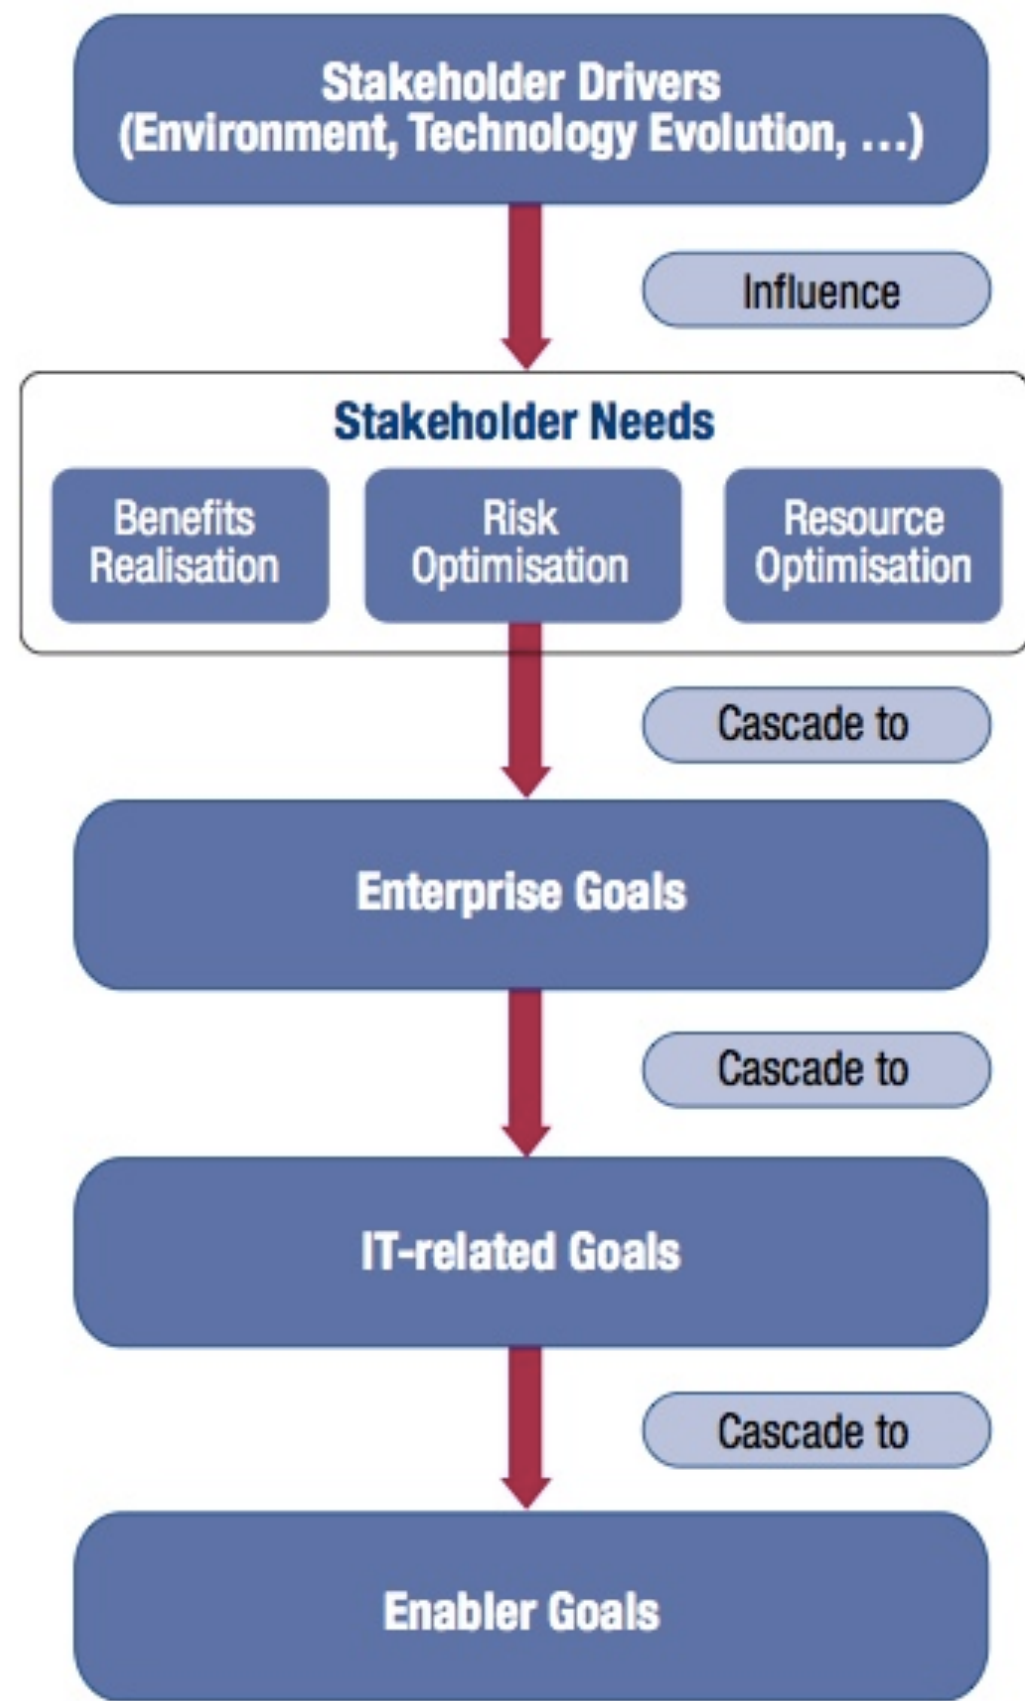 Stakeholder Drivers
(Environment, Technology Evolution, …)
Influence
Stakeholder Needs
Benefits
Realisation
Risk
Optimisation
Resource
Optimisation
Cascade to
Enterprise Goals
Cascade to
IT-related Goals
Cascade to
Enabler Goals